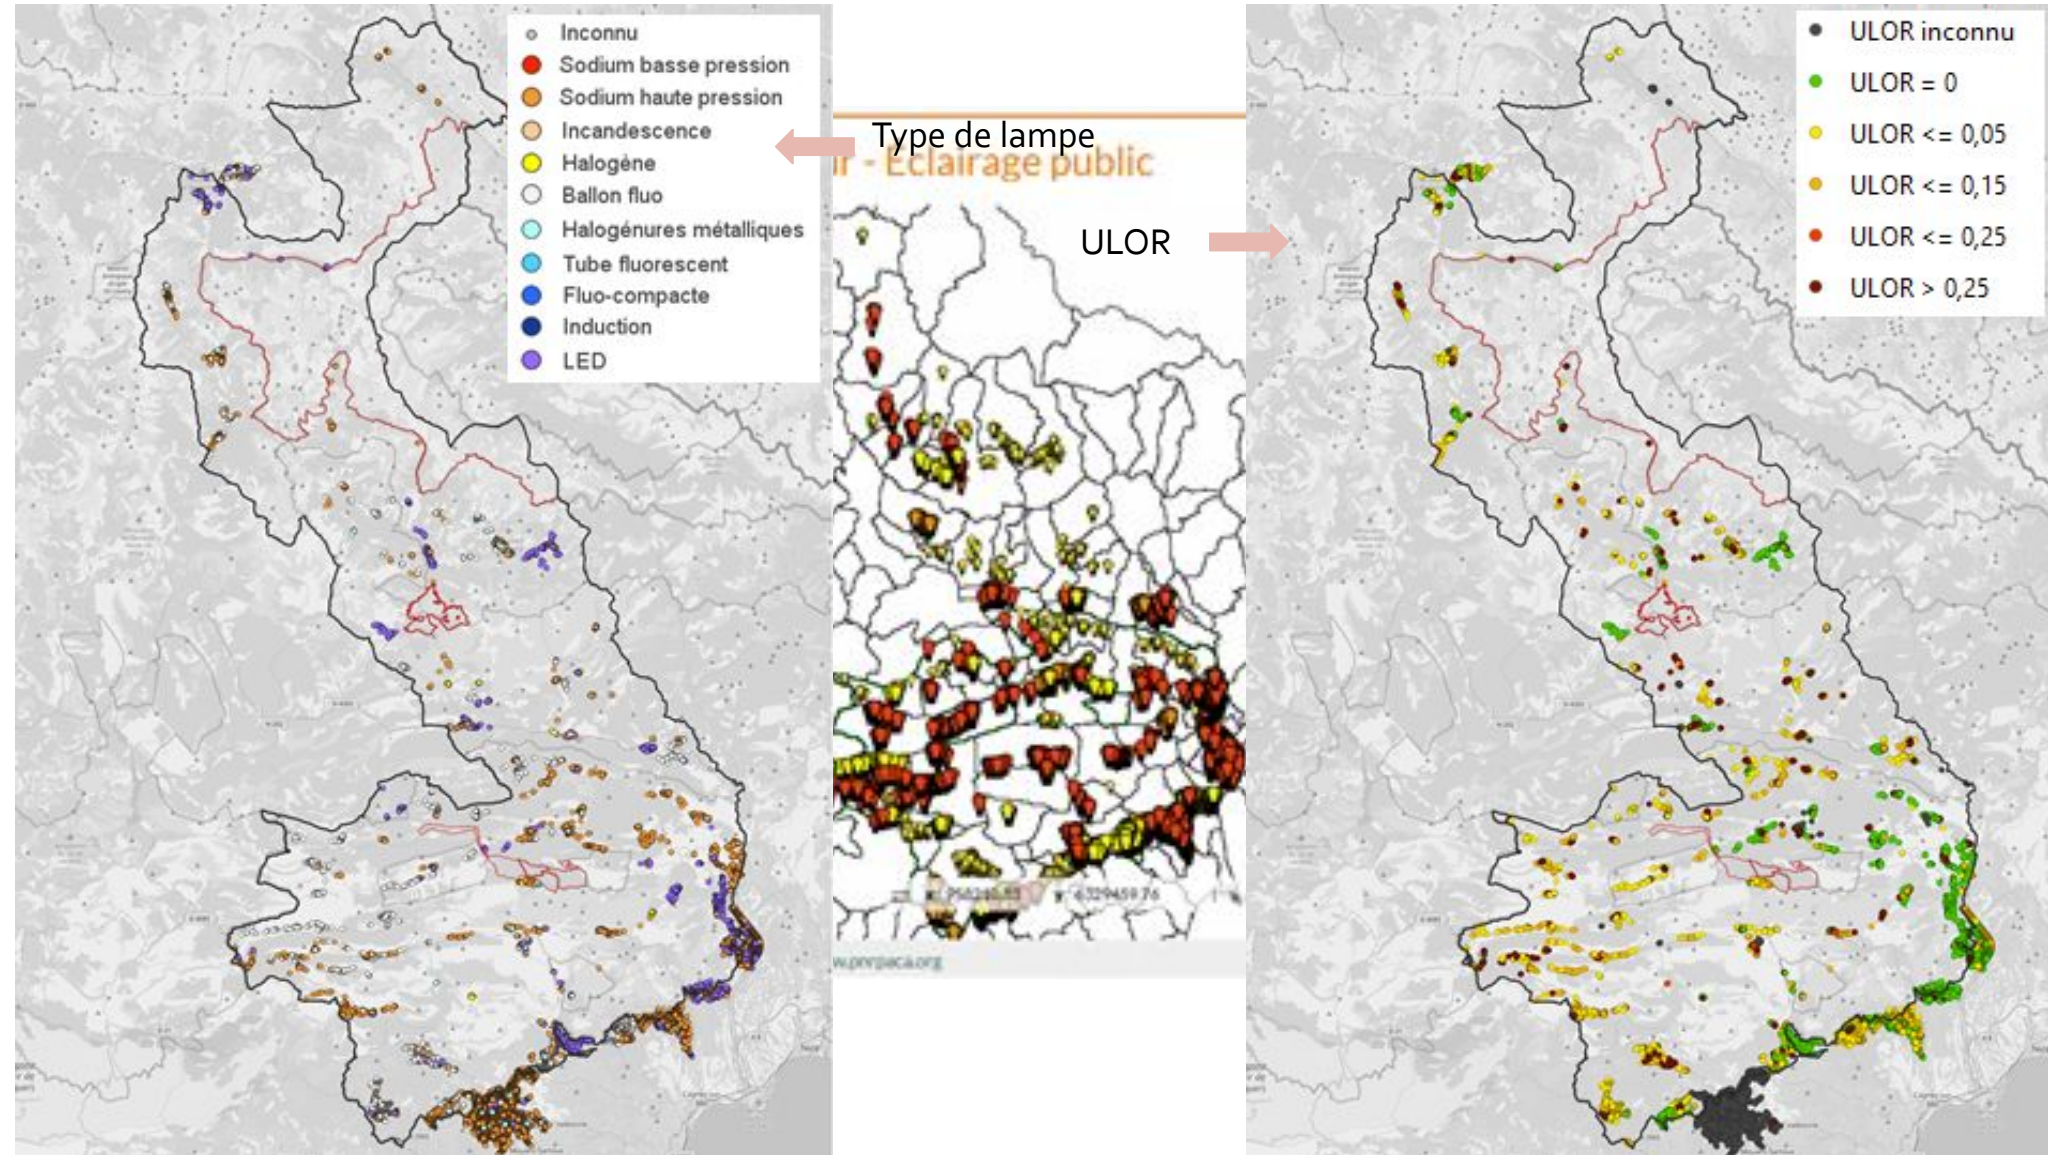 Inconnu
Sodium basse pression
Sodium haute pression
Incandescence
Halogène
Ballon fluo
Halogénures métalliques
Tube fluorescent
Fluo-compacte
Induction
LED
Type de lampe
- Eclairage public
ULOR
w.pnrpaca.org
ULOR inconnu
ULOR = 0
ULOR <= 0,05
ULOR <= 0,15
ULOR <= 0,25
ULOR > 0,25